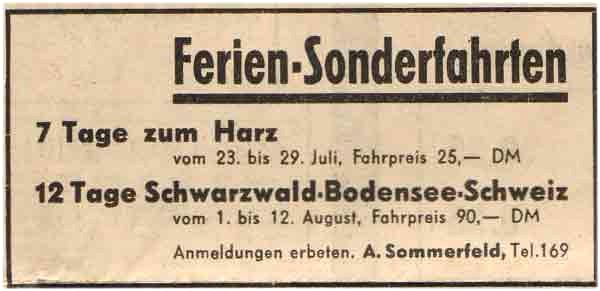 Ferien-Sonderfahrten
7 Tage zum Harz
vom 23. bis 29. Juli, Fahrpreis 25,— DM
12 Tage Schwarzwald-Bodensee-Schweiz
vom 1. bis 12. August, Fahrpreis 90,— DM
Anmeldungen erbeten. A. Sommerfeld, Tel.169